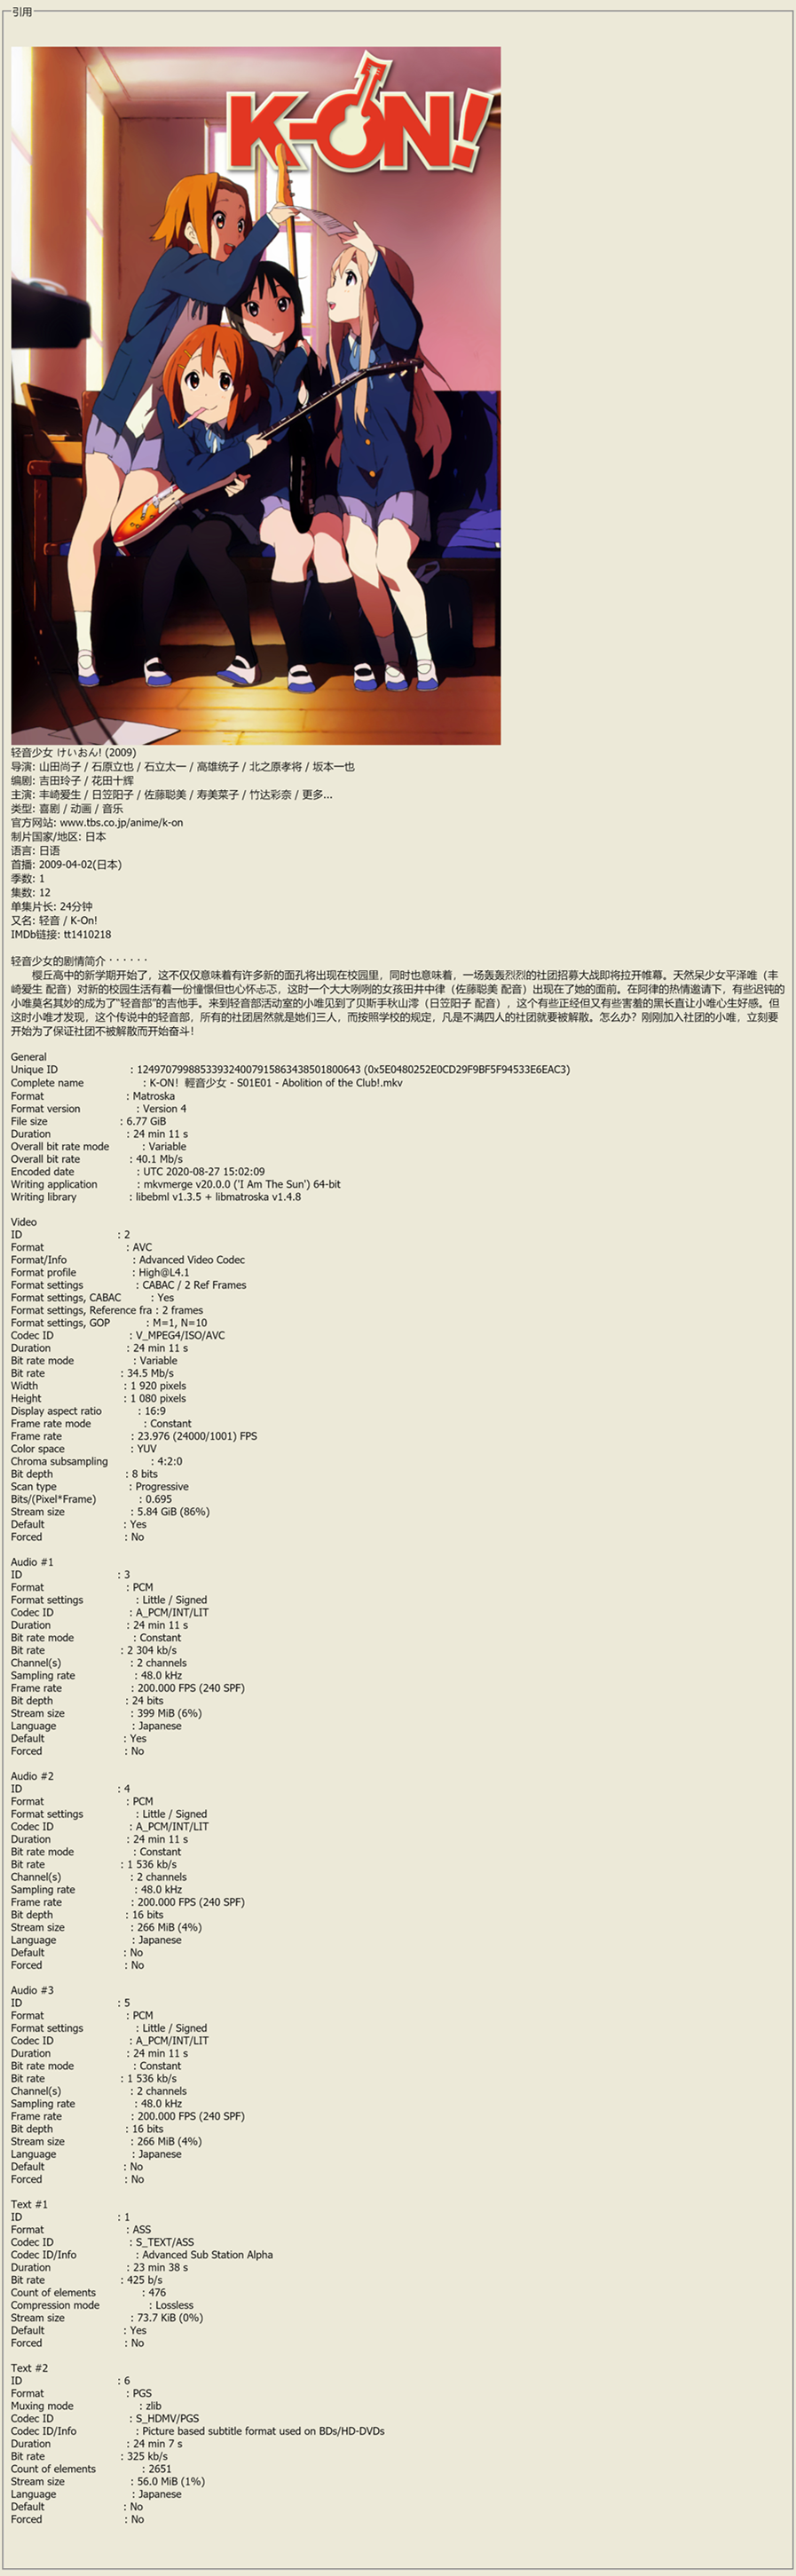 引用
K-ON!
轻音少女 けいおん! (2009)
导演: 山田尚子 / 石原立也 / 石立太一 / 高雄统子 / 北之原孝将 / 坂本一也
编剧: 吉田玲子 / 花田十辉
主演: 丰崎爱生 / 日笠阳子 / 佐藤聪美 / 寿美菜子 / 竹达彩奈 / 更多...
类型: 喜剧 / 动画 / 音乐
官方网站: www.tbs.co.jp/anime/k-on
制片国家/地区: 日本
语言: 日语
首播: 2009-04-02(日本)
季数: 1
集数: 12
单集片长: 24分钟
又名: 轻音 / K-On!
IMDb链接: tt1410218
轻音少女的剧情简介 · · · · · ·
樱丘高中的新学期开始了，这不仅仅意味着有许多新的面孔将出现在校园里，同时也意味着，一场轰轰烈烈的社团招募大战即将拉开帷幕。天然呆少女平泽唯（丰
崎爱生 配音）对新的校园生活有着一份憧憬但也心怀忐忑，这时一个大大咧咧的女孩田井中律（佐藤聪美 配音）出现在了她的面前。在阿律的热情邀请下，有些迟钝的
小唯莫名其妙的成为了“轻音部”的吉他手。来到轻音部活动室的小唯见到了贝斯手秋山澪（日笠阳子 配音），这个有些正经但又有些害羞的黑长直让小唯心生好感。但
这时小唯才发现，这个传说中的轻音部，所有的社团居然就是她们三人，而按照学校的规定，凡是不满四人的社团就要被解散。怎么办？刚刚加入社团的小唯，立刻要
开始为了保证社团不被解散而开始奋斗！
General
Unique ID : 124970799885339324007915863438501800643 (0x5E0480252E0CD29F9BF5F94533E6EAC3)
Complete name : K-ON！輕音少女 - S01E01 - Abolition of the Club!.mkv
Format : Matroska
Format version : Version 4
File size : 6.77 GiB
Duration : 24 min 11 s
Overall bit rate mode : Variable
Overall bit rate : 40.1 Mb/s
Encoded date : UTC 2020-08-27 15:02:09
Writing application : mkvmerge v20.0.0 ('I Am The Sun') 64-bit
Writing library : libebml v1.3.5 + libmatroska v1.4.8
Video
ID : 2
Format : AVC
Format/Info : Advanced Video Codec
Format profile : High@L4.1
Format settings : CABAC / 2 Ref Frames
Format settings, CABAC : Yes
Format settings, Reference fra : 2 frames
Format settings, GOP : M=1, N=10
Codec ID : V_MPEG4/ISO/AVC
Duration : 24 min 11 s
Bit rate mode : Variable
Bit rate : 34.5 Mb/s
Width : 1 920 pixels
Height : 1 080 pixels
Display aspect ratio : 16:9
Frame rate mode : Constant
Frame rate : 23.976 (24000/1001) FPS
Color space : YUV
Chroma subsampling : 4:2:0
Bit depth : 8 bits
Scan type : Progressive
Bits/(Pixel*Frame) : 0.695
Stream size : 5.84 GiB (86%)
Default : Yes
Forced : No
Audio #1
ID : 3
Format : PCM
Format settings : Little / Signed
Codec ID : A_PCM/INT/LIT
Duration : 24 min 11 s
Bit rate mode : Constant
Bit rate : 2 304 kb/s
Channel(s) : 2 channels
Sampling rate : 48.0 kHz
Frame rate : 200.000 FPS (240 SPF)
Bit depth : 24 bits
Stream size : 399 MiB (6%)
Language : Japanese
Default : Yes
Forced : No
Audio #2
ID : 4
Format : PCM
Format settings : Little / Signed
Codec ID : A_PCM/INT/LIT
Duration : 24 min 11 s
Bit rate mode : Constant
Bit rate : 1 536 kb/s
Channel(s) : 2 channels
Sampling rate : 48.0 kHz
Frame rate : 200.000 FPS (240 SPF)
Bit depth : 16 bits
Stream size : 266 MiB (4%)
Language : Japanese
Default : No
Forced : No
Audio #3
ID : 5
Format : PCM
Format settings : Little / Signed
Codec ID : A_PCM/INT/LIT
Duration : 24 min 11 s
Bit rate mode : Constant
Bit rate : 1 536 kb/s
Channel(s) : 2 channels
Sampling rate : 48.0 kHz
Frame rate : 200.000 FPS (240 SPF)
Bit depth : 16 bits
Stream size : 266 MiB (4%)
Language : Japanese
Default : No
Forced : No
Text #1
ID : 1
Format : ASS
Codec ID : S_TEXT/ASS
Codec ID/Info : Advanced Sub Station Alpha
Duration : 23 min 38 s
Bit rate : 425 b/s
Count of elements : 476
Compression mode : Lossless
Stream size : 73.7 KiB (0%)
Default : Yes
Forced : No
Text #2
ID : 6
Format : PGS
Muxing mode : zlib
Codec ID : S_HDMV/PGS
Codec ID/Info : Picture based subtitle format used on BDs/HD-DVDs
Duration : 24 min 7 s
Bit rate : 325 kb/s
Count of elements : 2651
Stream size : 56.0 MiB (1%)
Language : Japanese
Default : No
Forced : No